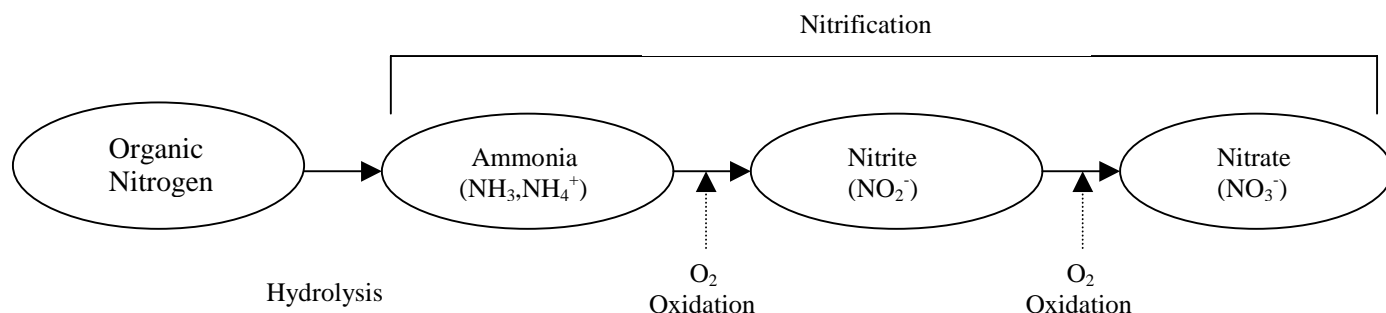 Nitrification
Organic
Nitrogen
Ammonia
(NH₃,NH₄⁺)
Nitrite
(NO₂⁻)
Nitrate
(NO₃⁻)
Hydrolysis
O₂
Oxidation
O₂
Oxidation